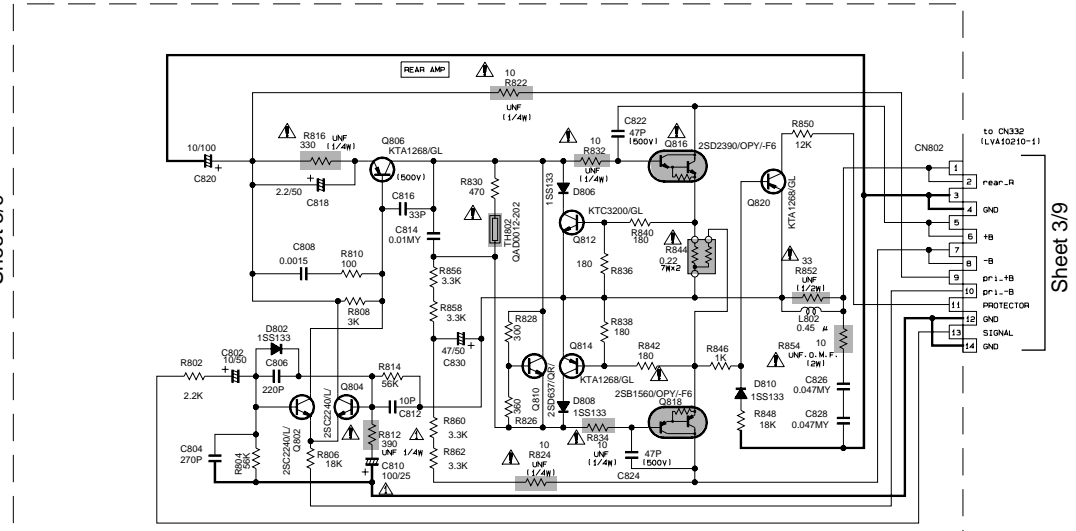 REAR AMP
10
R822
UNF
(1/4W)
R816
330
UNF
(1/4W)
Q806
KTA1268/GL
(500V)
10/100
C820
2.2/50
C818
C816
33P
C814
0.01MY
R830
470
TH802
QAD0012-202
1SS133
D806
10
R832
UNF
(1/4W)
C822
47P
(500V)
Q816
2SD2390/OPY/-F6
R850
12K
Q820
KTA1268/GL
KTC3200/GL
Q812
R840
180
180
R836
R844
0.22
7W×2
33
R852
UNF
(1/2W)
L802
0.45 μ
C808
0.0015
R810
100
R808
3K
R856
3.3K
R858
3.3K
47/50
C830
R828
300
R838
180
Q814
KTA1268/GL
R842
180
R846
1K
R854
10
UNF.O.M.F.
(2W)
D802
1SS133
R802
2.2K
C802
10/50
C806
220P
R814
56K
Q804
2SC2240/L/
10P
C812
Q802
2SC2240/L/
R812
390
UNF 1/4W
C804
270P
R804
56K
R806
18K
C810
100/25
R860
3.3K
R862
3.3K
360
R826
Q810
2SD637/QR/
D808
1SS133
R834
10
UNF
(1/4W)
R824
10
UNF
(1/4W)
2SB1560/OPY/-F6
Q818
47P
(500V)
C824
D810
1SS133
R848
18K
C826
0.047MY
C828
0.047MY
to CN332
(LVA10210-1)
CN802
1
2 rear_R
3
4 GND
5
6 +B
7
8 -B
9 pri_+B
10 pri_-B
11 PROTECTOR
12 GND
13 SIGNAL
14 GND
Sheet 3/9